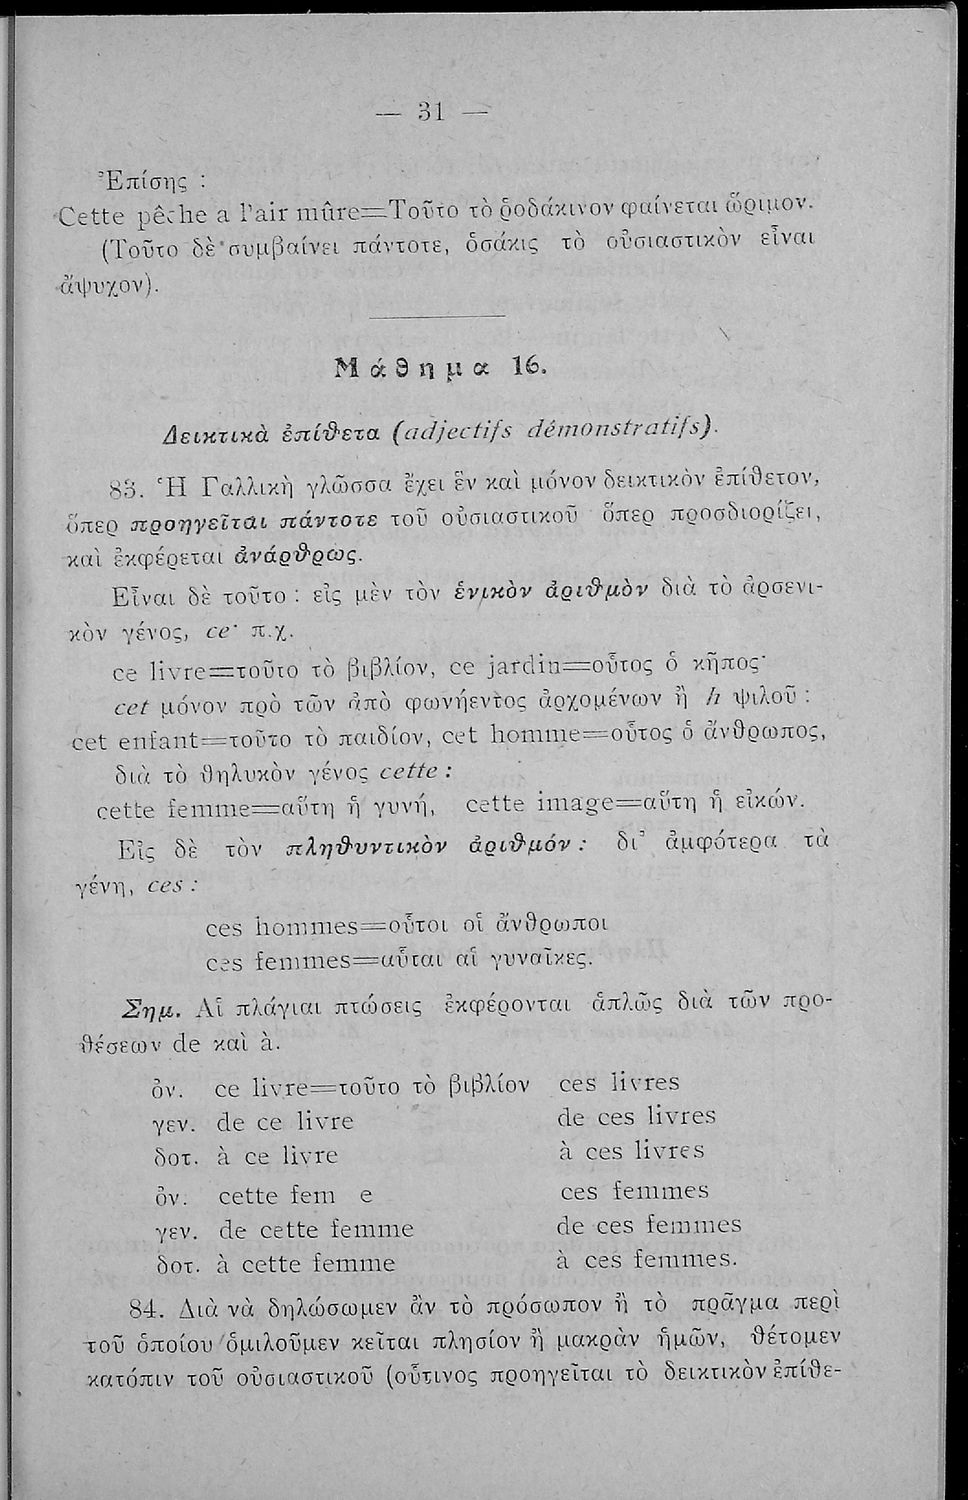 — 31 —
Ἐπίσης :
Cette pêche a l'air mûre=Τοῦτο τὸ ῥοδάκινον φαίνεται ὥριμον.
(Τοῦτο δὲ συμβαίνει πάντοτε, ὁσάκις τὸ οὐσιαστικὸν εἶναι
ἄψυχον).
Μάθημα 16.
Δεικτικὰ ἐπίθετα (adjectifs démonstratifs).
83. Ἡ Γαλλικὴ γλῶσσα ἔχει ἓν καὶ μόνον δεικτικὸν ἐπίθετον,
ὅπερ προηγεῖται πάντοτε τοῦ οὐσιαστικοῦ ὅπερ προσδιορίζει,
καὶ ἐκφέρεται ἀνάρθρως.
Εἶναι δὲ τοῦτο : εἰς μὲν τὸν ἑνικὸν ἀριθμὸν διὰ τὸ ἀρσενι-
κὸν γένος, ce· π.χ.
ce livre=τοῦτο τὸ βιβλίον, ce jardin=οὗτος ὁ κῆπος·
cet μόνον πρὸ τῶν ἀπὸ φωνήεντος ἀρχομένων ἢ h ψιλοῦ :
cet enfant=τοῦτο τὸ παιδίον, cet homme=οὗτος ὁ ἄνθρωπος,
διὰ τὸ θηλυκὸν γένος cette :
cette femme=αὕτη ἡ γυνή, cette image=αὕτη ἡ εἰκών.
Εἰς δὲ τὸν πληθυντικὸν ἀριθμόν : δι' ἀμφότερα τὰ
γένη, ces :
ces hommes=οὗτοι οἱ ἄνθρωποι
ces femmes=αὗται αἱ γυναῖκες.
Σημ. Αἱ πλάγιαι πτώσεις ἐκφέρονται ἁπλῶς διὰ τῶν προ-
θέσεων de καὶ à.
ὀν. ce livre=τοῦτο τὸ βιβλίον ces livres
γεν. de ce livre de ces livres
δοτ. à ce livre à ces livres
ὀν. cette fem e ces femmes
γεν. de cette femme de ces femmes
δοτ. à cette femme à ces femmes.
84. Διὰ νὰ δηλώσωμεν ἂν τὸ πρόσωπον ἢ τὸ πρᾶγμα περὶ
τοῦ ὁποίου ὁμιλοῦμεν κεῖται πλησίον ἢ μακρὰν ἡμῶν, θέτομεν
κατόπιν τοῦ οὐσιαστικοῦ (οὗτινος προηγεῖται τὸ δεικτικὸν ἐπίθε-